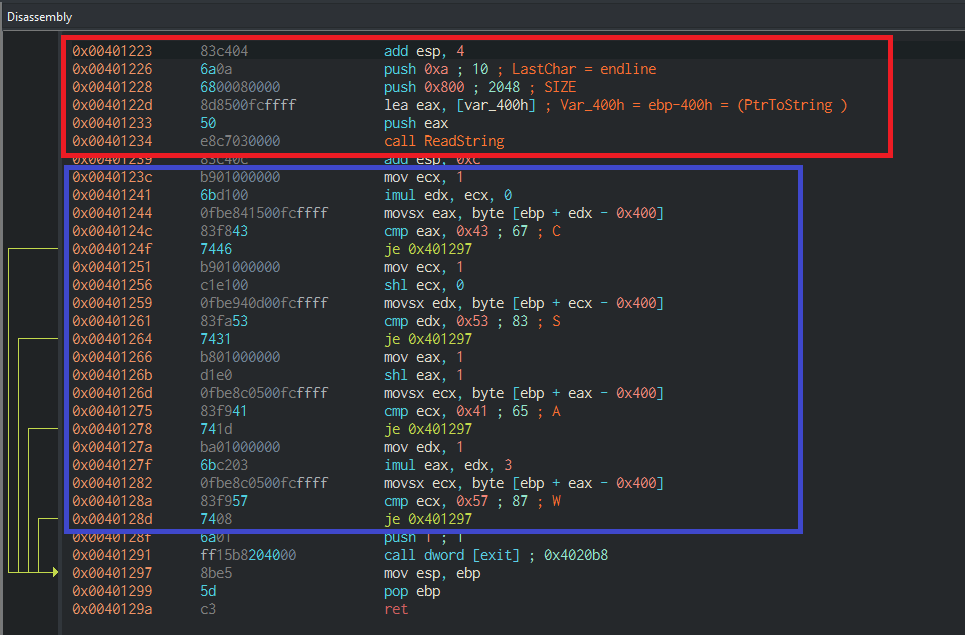 Disassembly
0x00401223 83c404 add esp, 4
0x00401226 6a0a push 0xa ; 10 ; LastChar = endline
0x00401228 6800080000 push 0x800 ; 2048 ; SIZE
0x0040122d 8d8500fcffff lea eax, [var_400h] ; Var_400h = ebp-400h = (PtrToString )
0x00401233 50 push eax
0x00401234 e8c7030000 call ReadString
0x00401239 83c40c add esp, 0xc
0x0040123c b901000000 mov ecx, 1
0x00401241 6bd100 imul edx, ecx, 0
0x00401244 0fbe841500fcffff movsx eax, byte [ebp + edx - 0x400]
0x0040124c 83f843 cmp eax, 0x43 ; 67 ; C
0x0040124f 7446 je 0x401297
0x00401251 b901000000 mov ecx, 1
0x00401256 c1e100 shl ecx, 0
0x00401259 0fbe940d00fcffff movsx edx, byte [ebp + ecx - 0x400]
0x00401261 83fa53 cmp edx, 0x53 ; 83 ; S
0x00401264 7431 je 0x401297
0x00401266 b801000000 mov eax, 1
0x0040126b d1e0 shl eax, 1
0x0040126d 0fbe8c0500fcffff movsx ecx, byte [ebp + eax - 0x400]
0x00401275 83f941 cmp ecx, 0x41 ; 65 ; A
0x00401278 741d je 0x401297
0x0040127a ba01000000 mov edx, 1
0x0040127f 6bc203 imul eax, edx, 3
0x00401282 0fbe8c0500fcffff movsx ecx, byte [ebp + eax - 0x400]
0x0040128a 83f957 cmp ecx, 0x57 ; 87 ; W
0x0040128d 7408 je 0x401297
0x0040128f 6a01 push 1 ; 1
0x00401291 ff15b8204000 call dword [exit] ; 0x4020b8
0x00401297 8be5 mov esp, ebp
0x00401299 5d pop ebp
0x0040129a c3 ret